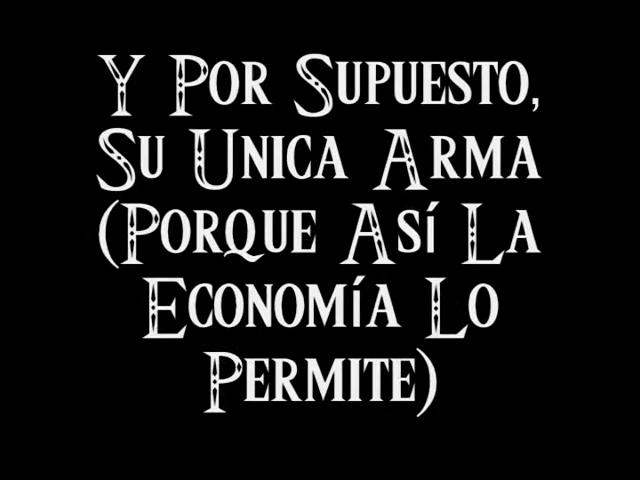 Y Por Supuesto,
Su Unica Arma
(Porque Así La
Economía Lo
Permite)